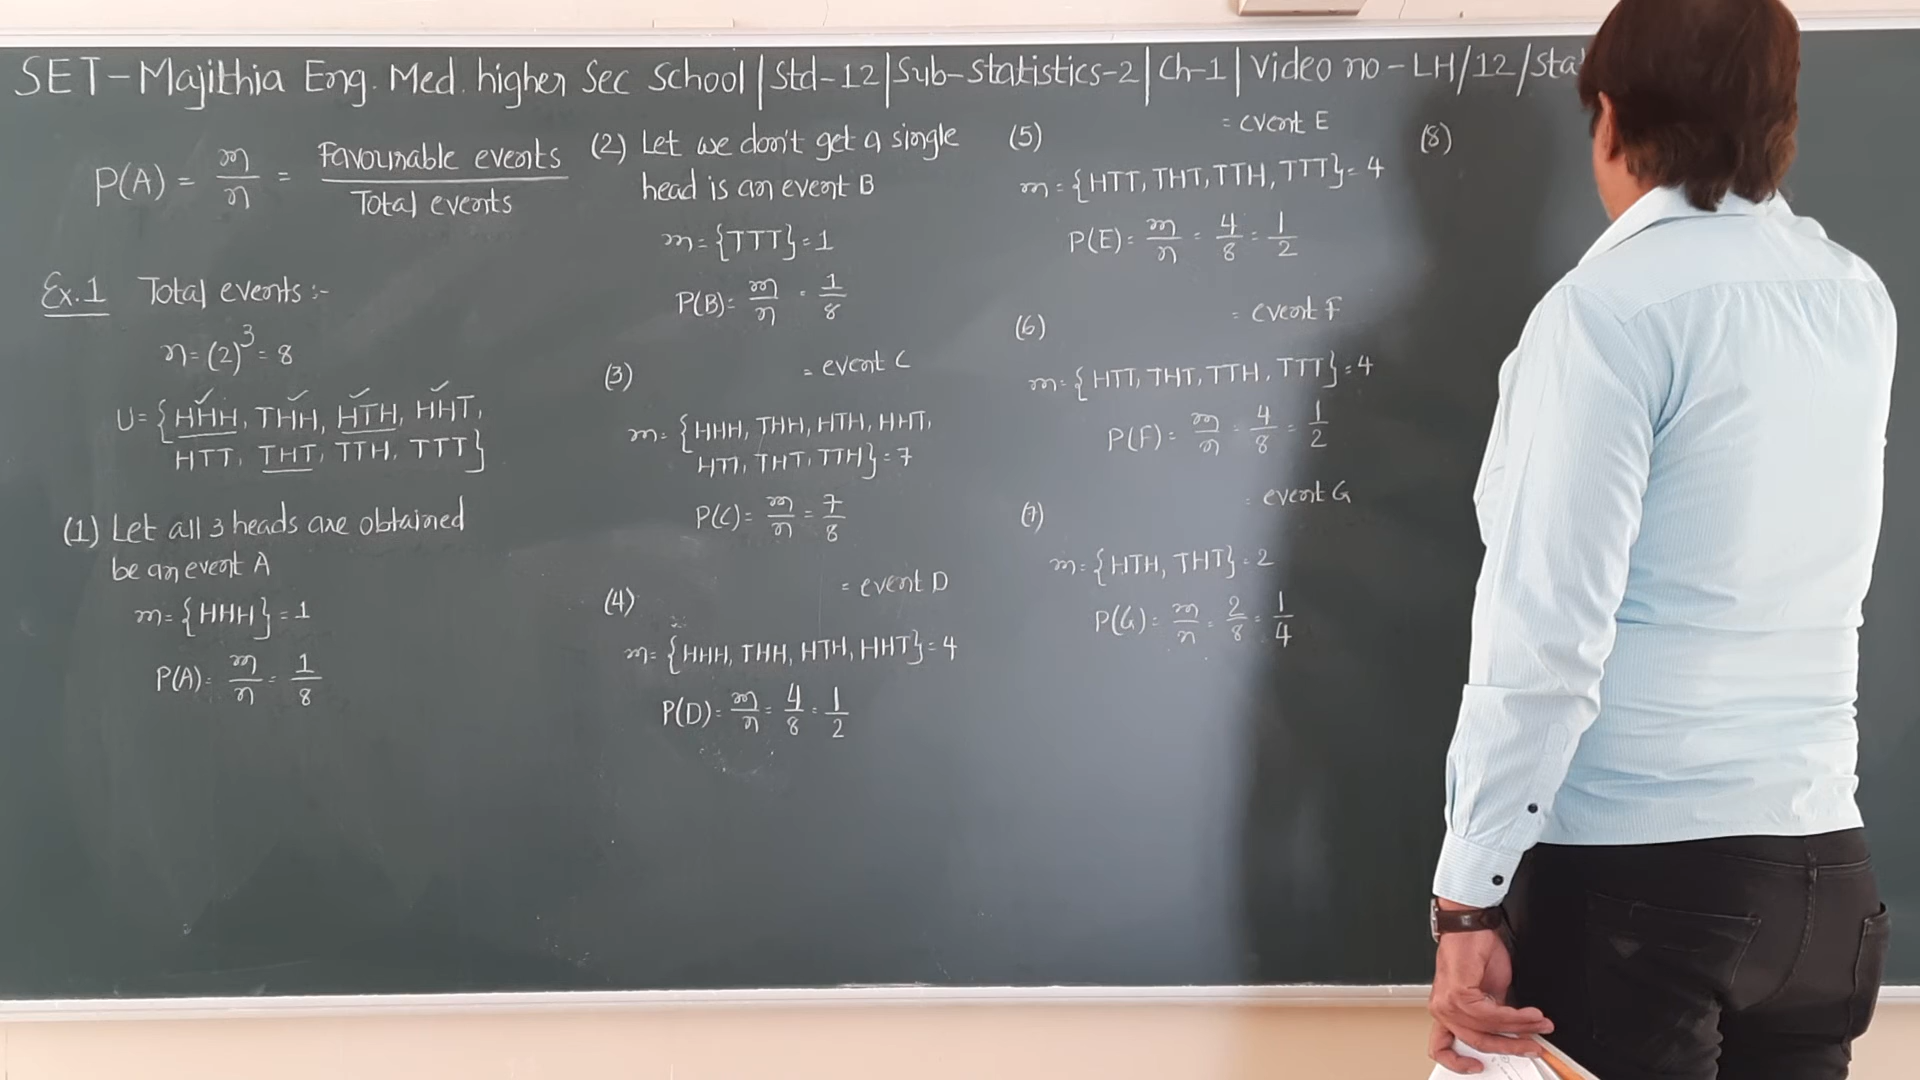 SET-Majithia Eng. Med. higher Sec School | Std-12 | Sub-Statistics-2 | Ch-1 | Video no - LH/12/Sta
P(A) = m/n = Favourable events / Total events
Ex.1 Total events :-
n = (2)^3 = 8
U = {HHH, THH, HTH, HHT,
HTT, THT, TTH, TTT}
(1) Let all 3 heads are obtained
be an event A
m = {HHH} = 1
P(A) = m/n = 1/8
(2) Let we don't get a single
head is an event B
m = {TTT} = 1
P(B) = m/n = 1/8
(3) = event C
m = {HHH, THH, HTH, HHT,
HTT, THT, TTH} = 7
P(C) = m/n = 7/8
(4) = event D
m = {HHH, THH, HTH, HHT} = 4
P(D) = m/n = 4/8 = 1/2
(5) = event E
m = {HTT, THT, TTH, TTT} = 4
P(E) = m/n = 4/8 = 1/2
(6) = event F
m = {HTT, THT, TTH, TTT} = 4
P(F) = m/n = 4/8 = 1/2
(7) = event G
m = {HTH, THT} = 2
P(G) = m/n = 2/8 = 1/4
(8)